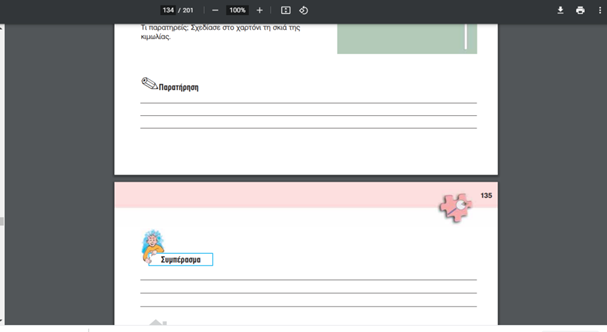 134 / 201
100%
Τι παρατηρείς; Σχεδίασε στο χαρτόνι τη σκιά της
κιμωλίας.
Παρατήρηση
135
Συμπέρασμα